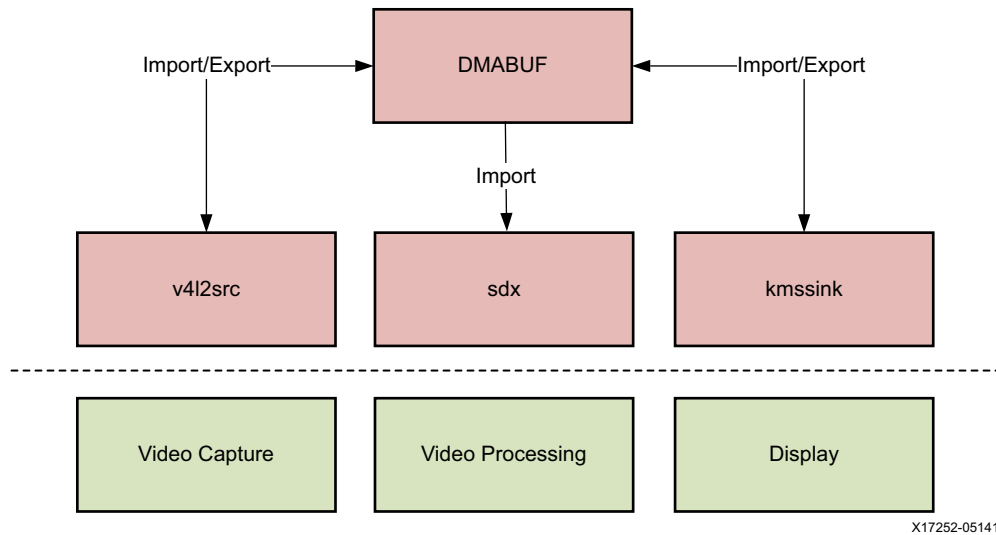 DMABUF
Import/Export
Import/Export
Import
v4l2src
sdx
kmssink
Video Capture
Video Processing
Display
X17252-05141